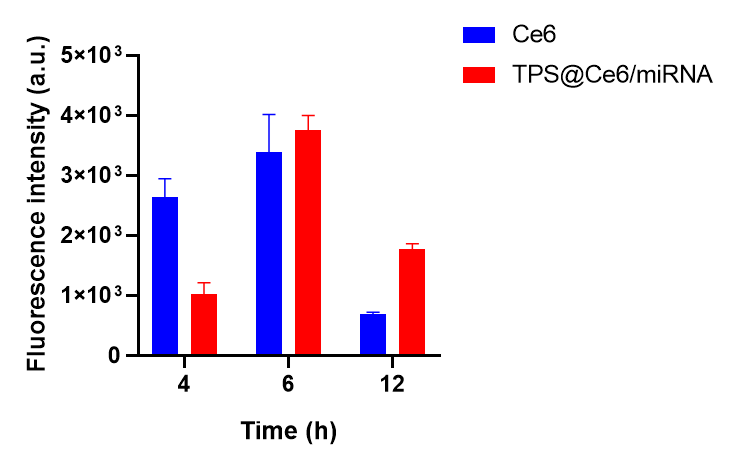 Ce6
TPS@Ce6/miRNA
Fluorescence intensity (a.u.)
5×10³
4×10³
3×10³
2×10³
1×10³
0
4 6 12
Time (h)